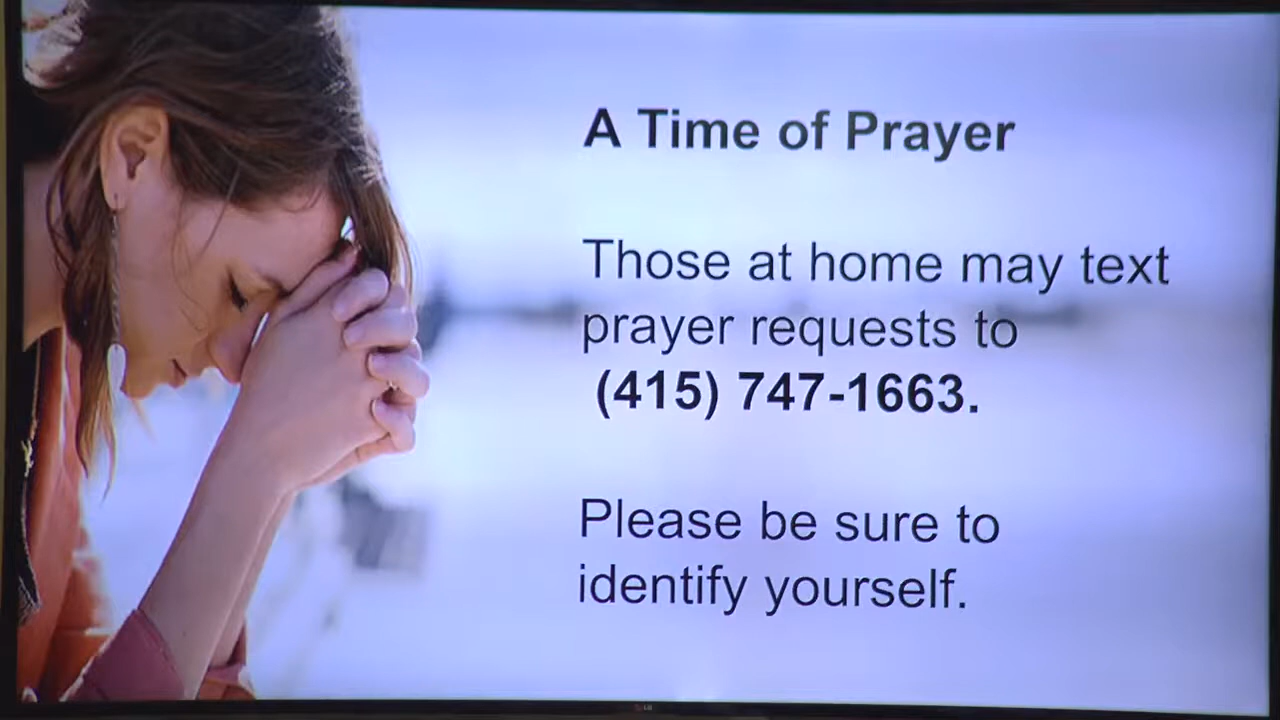 A Time of Prayer
Those at home may text
prayer requests to
(415) 747-1663.
Please be sure to
identify yourself.
LG